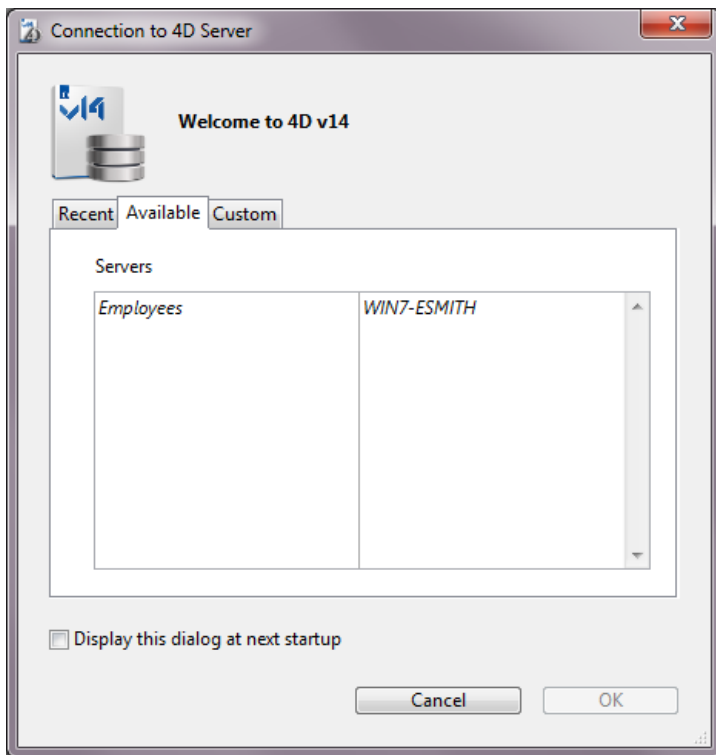 Connection to 4D Server
v14
Welcome to 4D v14
Recent Available Custom
Servers
Employees WIN7-ESMITH
Display this dialog at next startup
Cancel OK